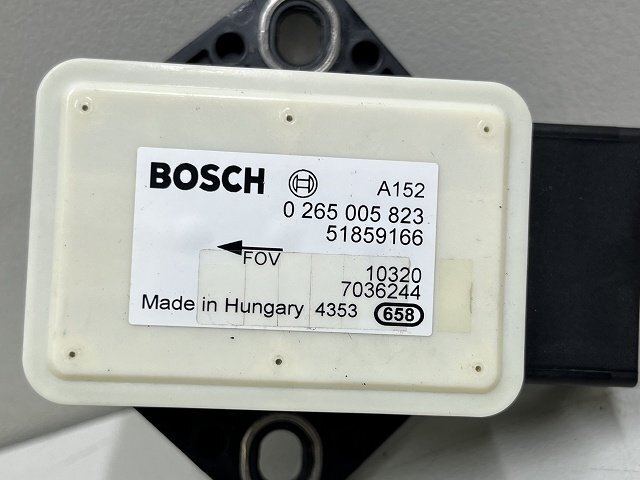 BOSCH A152
0 265 005 823
51859166
FOV
10320
7036244
Made in Hungary 4353 658